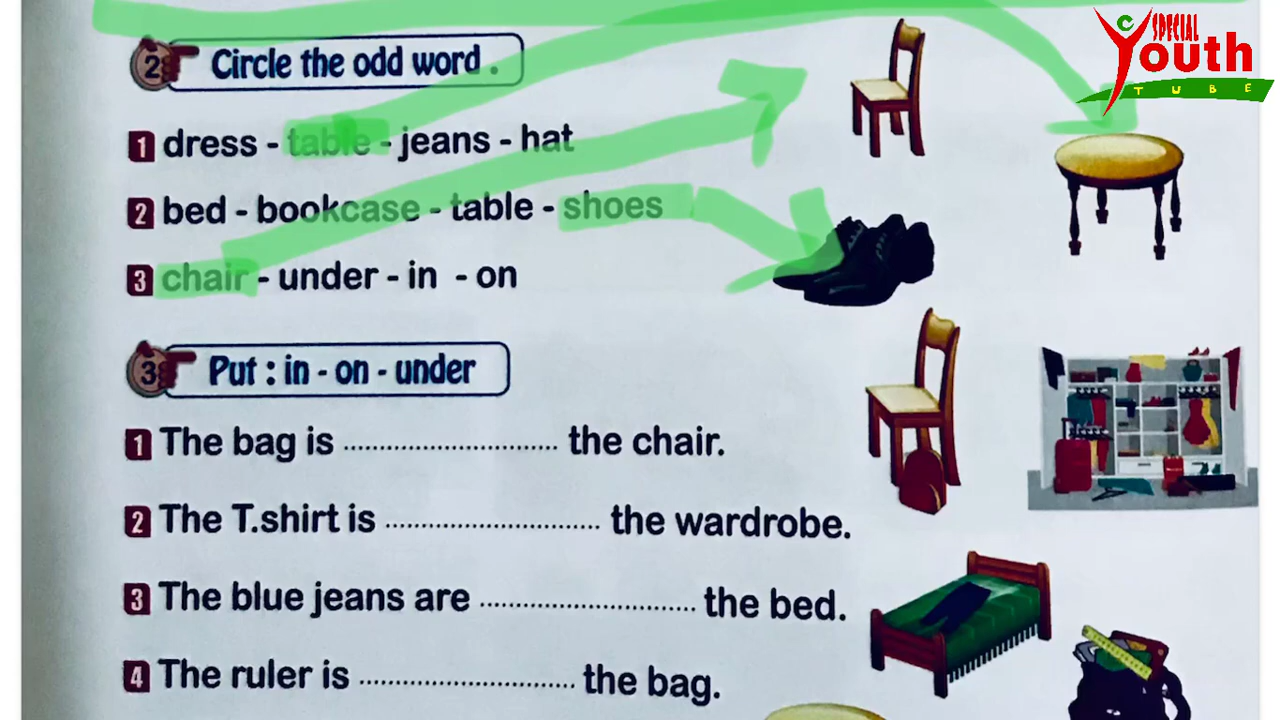 SPECIAL
Youth
TUBE
2 Circle the odd word .
1 dress - table - jeans - hat
2 bed - bookcase - table - shoes
3 chair - under - in - on
3 Put : in - on - under
1 The bag is ................................ the chair.
2 The T.shirt is ................................ the wardrobe.
3 The blue jeans are ................................ the bed.
4 The ruler is ................................ the bag.